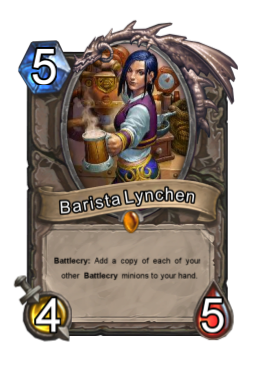 5
Barista Lynchen
Battlecry: Add a copy of each of your
other Battlecry minions to your hand.
4
5